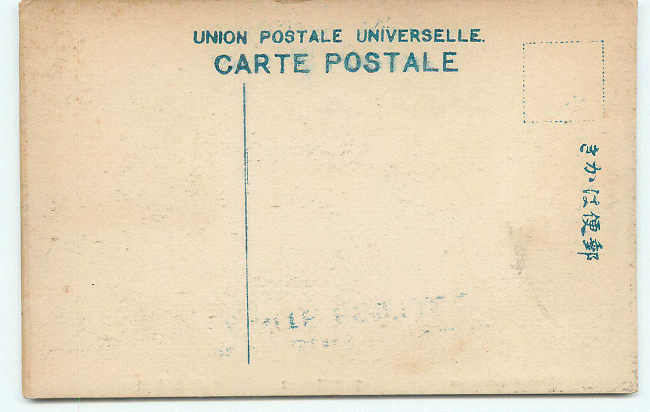 UNION POSTALE UNIVERSELLE.
CARTE POSTALE
郵便はかき